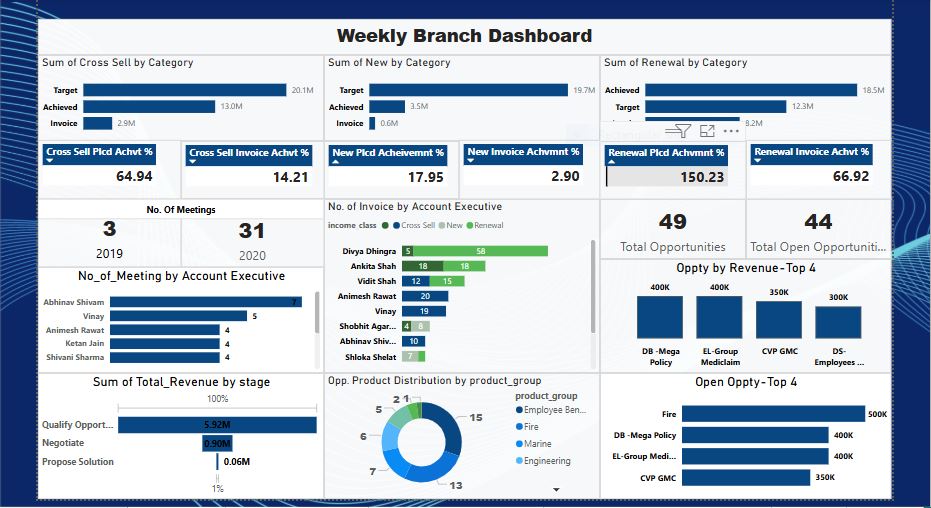 Weekly Branch Dashboard
Sum of Cross Sell by Category
Target 20.1M
Achieved 13.0M
Invoice 2.9M
Sum of New by Category
Target 19.7M
Achieved 3.5M
Invoice 0.6M
Sum of Renewal by Category
Achieved 18.5M
Target 12.3M
Invoice 8.2M
Cross Sell Plcd Achvt %
64.94
Cross Sell Invoice Achvt %
14.21
New Plcd Acheivemnt %
17.95
New Invoice Achvmnt %
2.90
Renewal Plcd Achvmnt %
150.23
Renewal Invoice Achvt %
66.92
No. Of Meetings
3
2019
31
2020
No_of_Meeting by Account Executive
Abhinav Shivam 7
Vinay 5
Animesh Rawat 4
Ketan Jain 4
Shivani Sharma 4
No. of Invoice by Account Executive
income_class Cross Sell New Renewal
Divya Dhingra 5 58
Ankita Shah 18 18
Vidit Shah 12 15
Animesh Rawat 20
Vinay 19
Shobhit Agar... 4 8
Abhinav Shiv... 10
Shloka Shelat 7
49
Total Opportunities
44
Total Open Opportuniti...
Oppty by Revenue-Top 4
400K 400K 350K 300K
DB -Mega Policy
EL-Group Mediclaim
CVP GMC
DS- Employees ...
Sum of Total_Revenue by stage
100%
Qualify Opport... 5.92M
Negotiate 0.90M
Propose Solution 0.06M
1%
Opp. Product Distribution by product_group
15
13
7
6
5
2
1
product_group
Employee Ben...
Fire
Marine
Engineering
Open Oppty-Top 4
Fire 500K
DB -Mega Policy 400K
EL-Group Medi... 400K
CVP GMC 350K